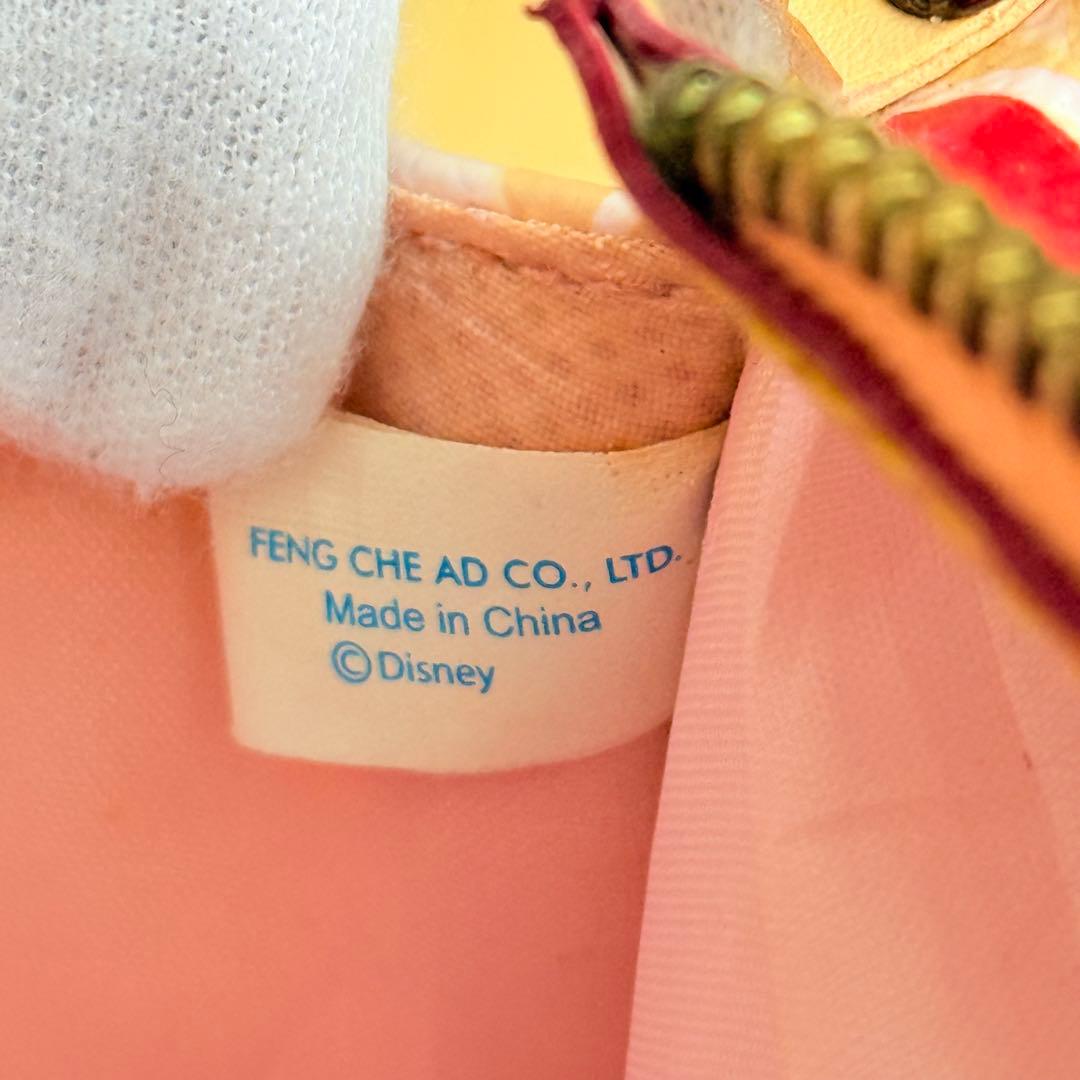 FENG CHE AD CO., LTD.
Made in China
©Disney